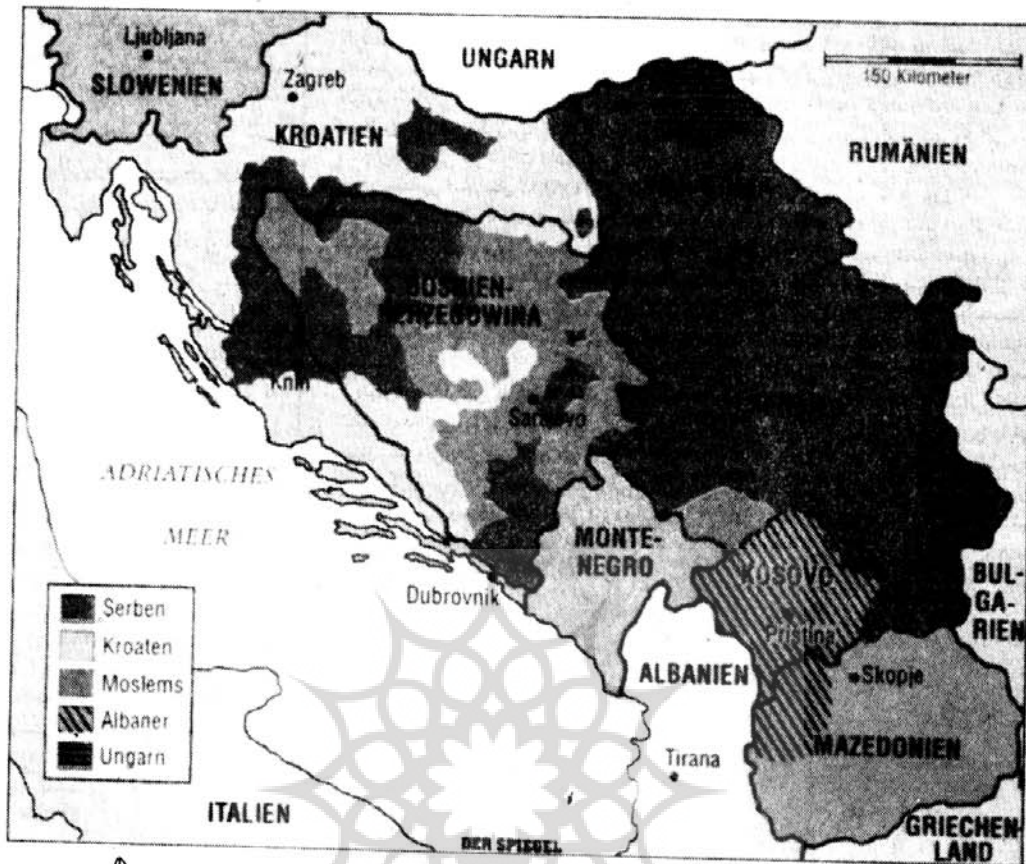 Ljubljana
SLOWENIEN
UNGARN
150 Kilometer
Zagreb
KROATIEN
RUMÄNIEN
BOSNIEN-
HERZEGOWINA
Knin
Sarajevo
ADRIATISCHES
MEER
MONTE-
NEGRO
KOSOVO
BUL-
GA-
RIEN
Dubrovnik
Pristina
Serben
Kroaten
Moslems
Albaner
Ungarn
ALBANIEN
Skopje
MAZEDONIEN
Tirana
ITALIEN
DER SPIEGEL
GRIECHEN-
LAND